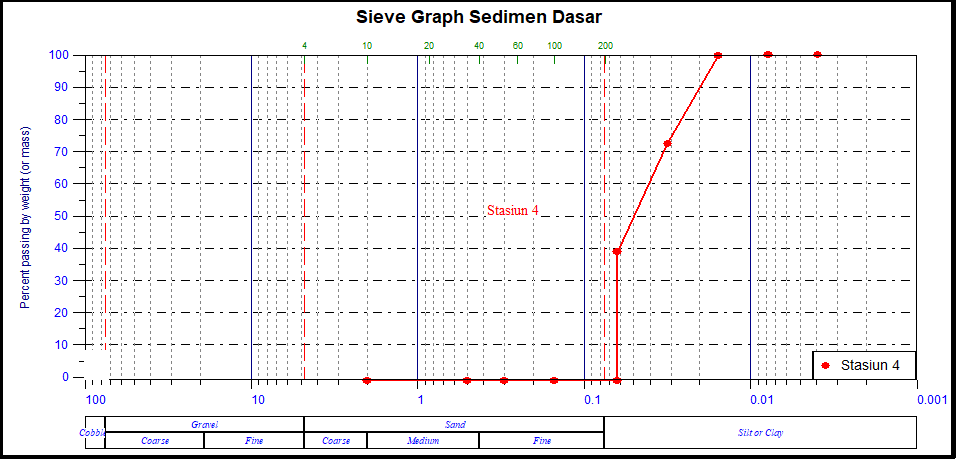 Sieve Graph Sedimen Dasar
4 10 20 40 60 100 200
Percent passing by weight (or mass)
100
90
80
70
60
50
40
30
20
10
0
Stasiun 4
Stasiun 4
100 10 1 0.1 0.01 0.001
Cobble Gravel Sand Silt or Clay
Coarse Fine Coarse Medium Fine